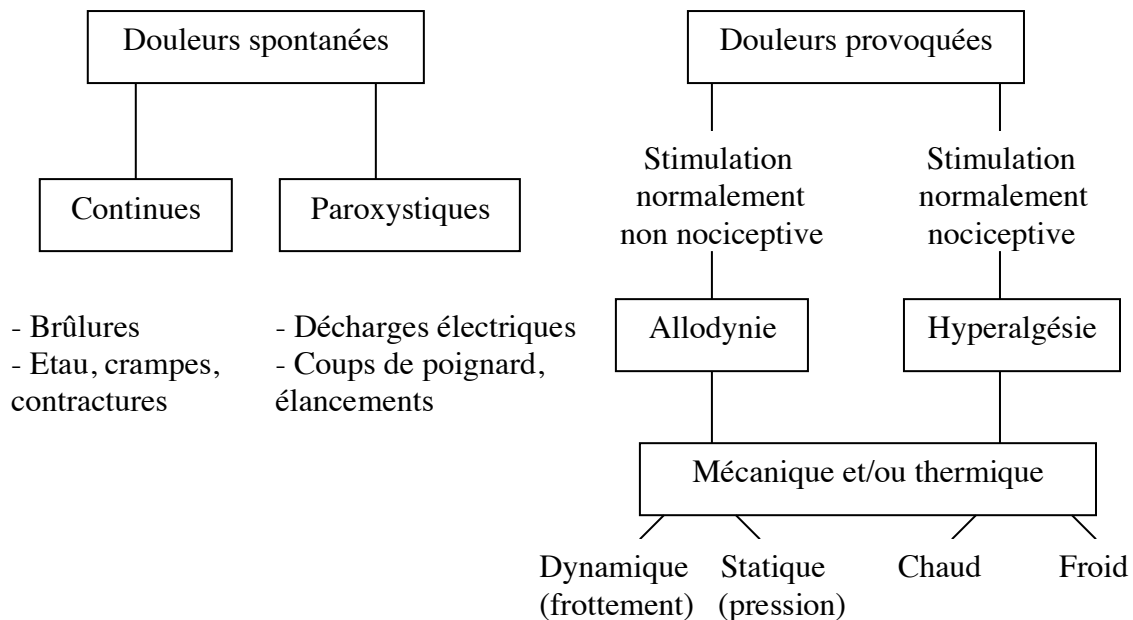 Douleurs spontanées
Continues
Paroxystiques
- Brûlures
- Etau, crampes,
contractures
- Décharges électriques
- Coups de poignard,
élancements
Douleurs provoquées
Stimulation
normalement
non nociceptive
Stimulation
normalement
nociceptive
Allodynie
Hyperalgésie
Mécanique et/ou thermique
Dynamique
(frottement)
Statique
(pression)
Chaud
Froid